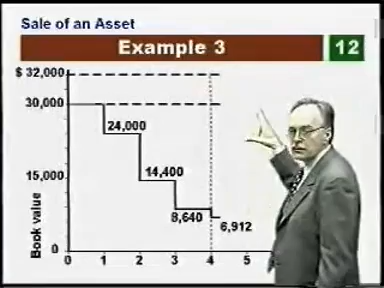 Sale of an Asset
Example 3
12
$ 32,000
30,000
24,000
15,000
14,400
8,640
6,912
Book value
0
0 1 2 3 4 5